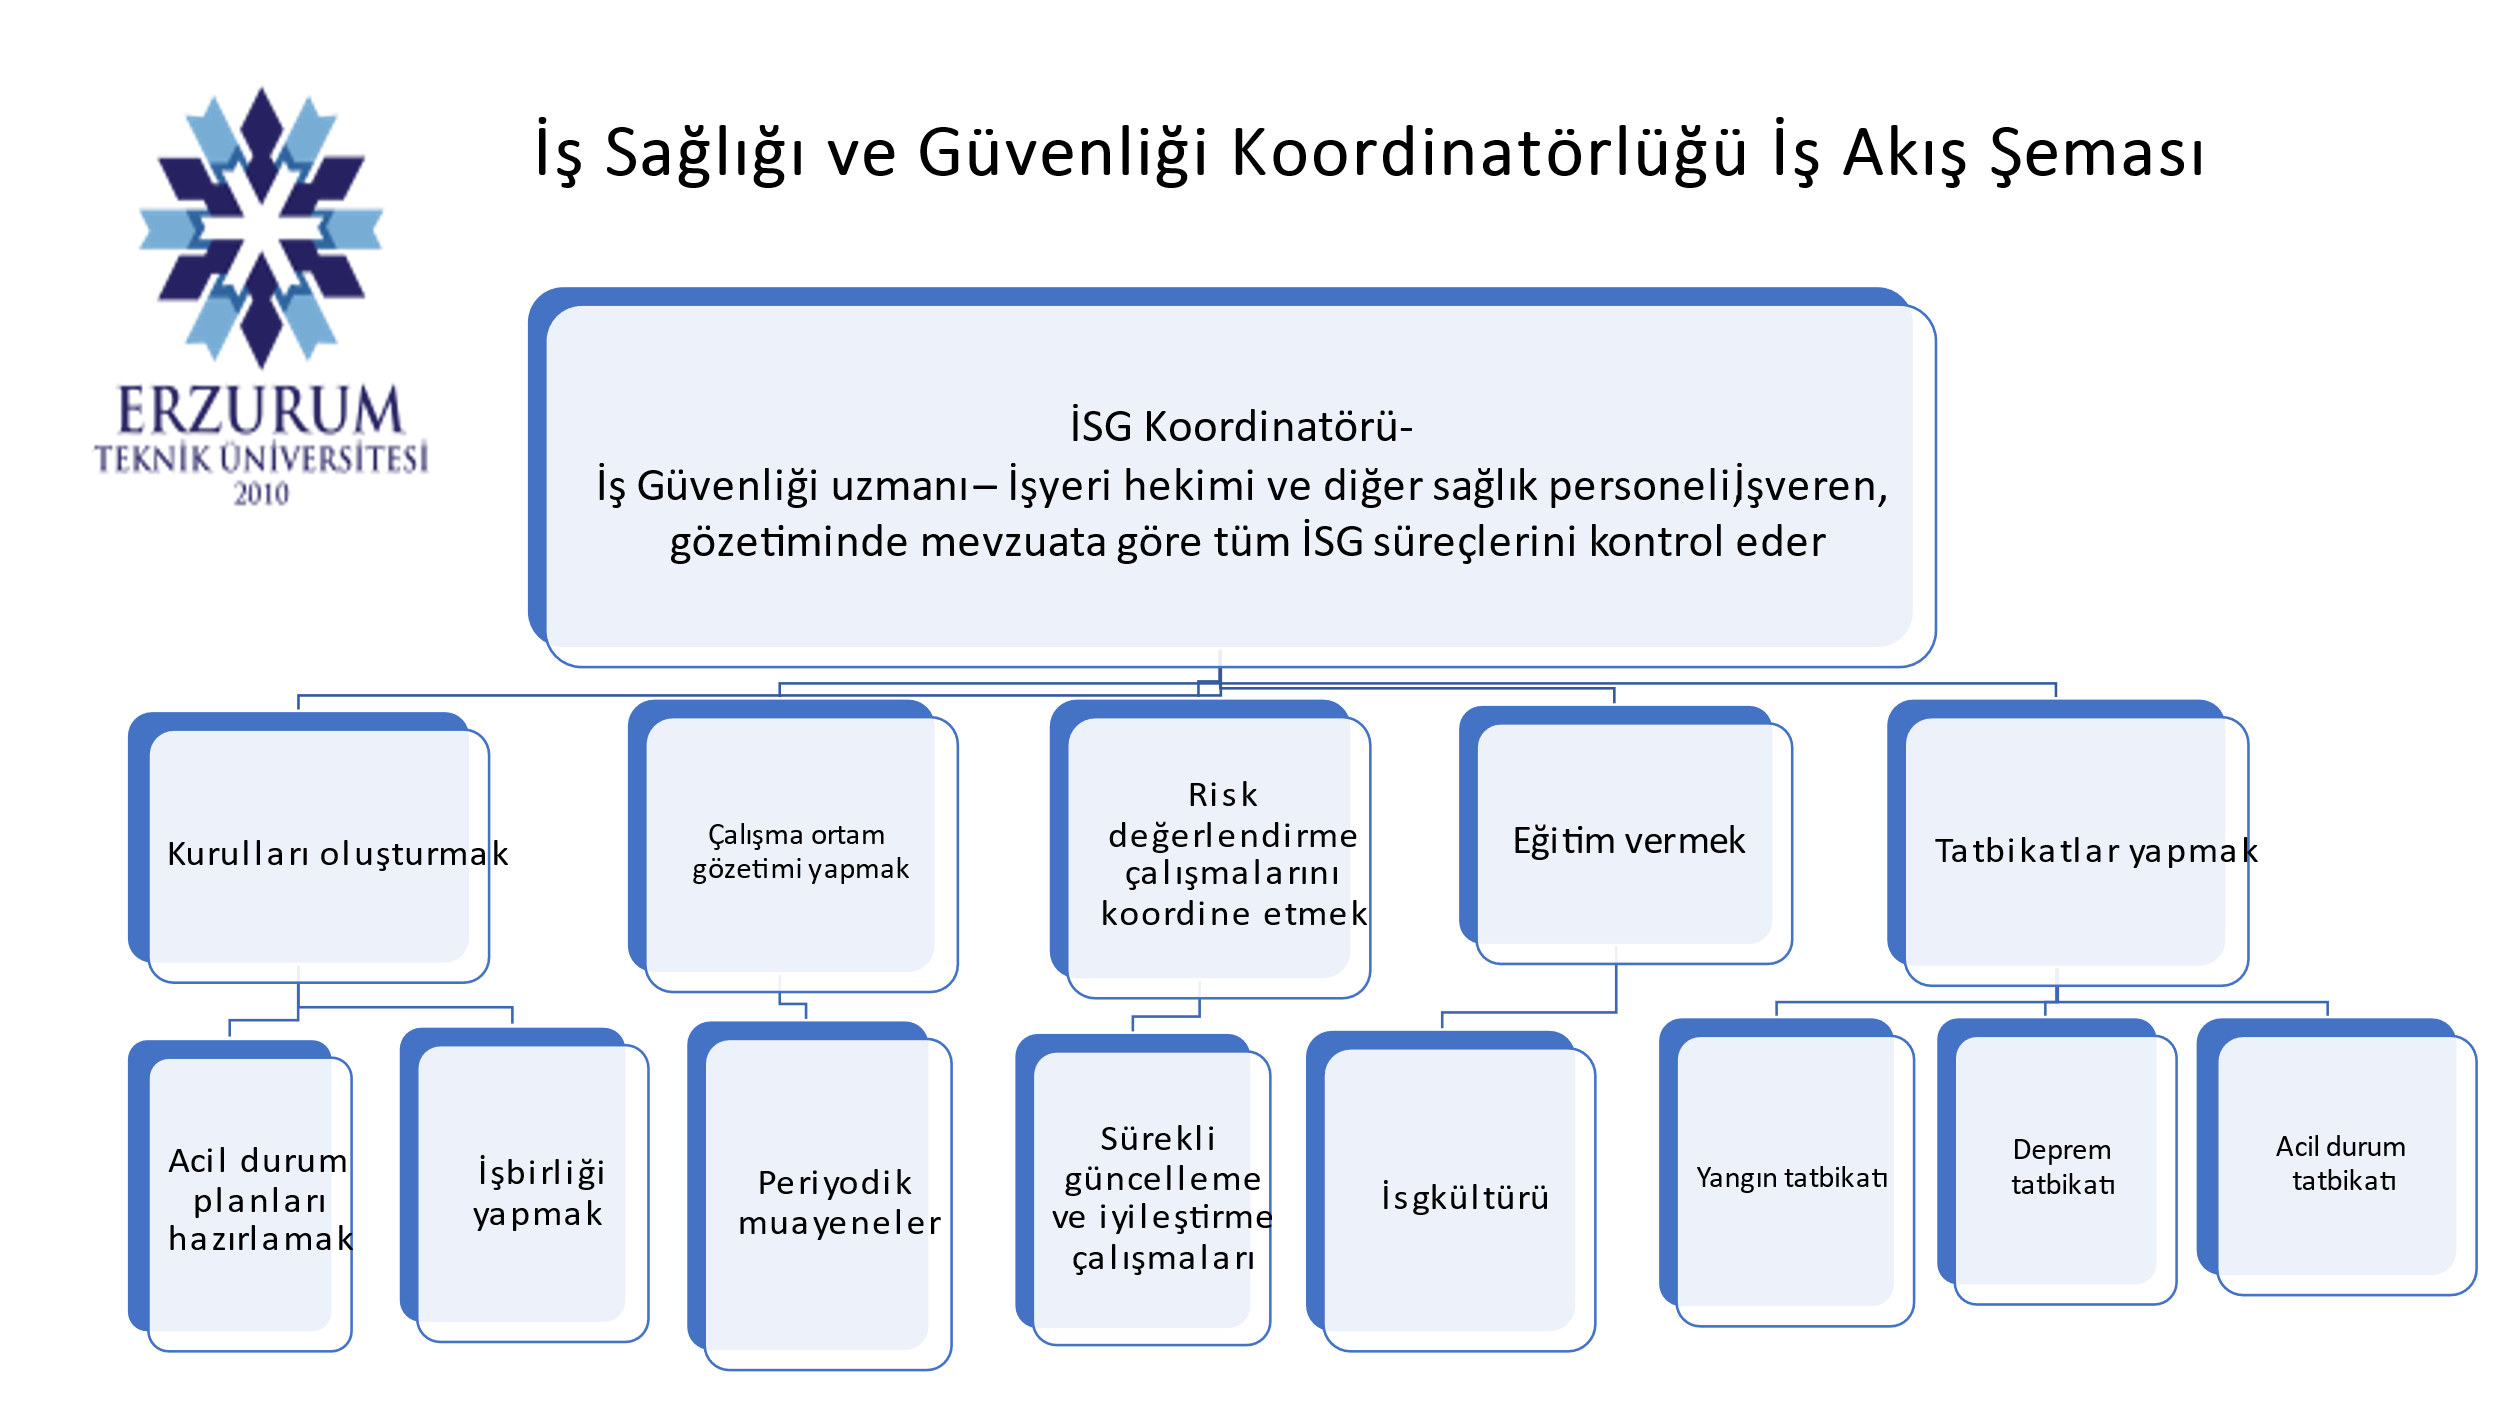 İş Sağlığı ve Güvenliği Koordinatörlüğü İş Akış Şeması
ERZURUM
TEKNİK ÜNİVERSİTESİ
2010
İSG Koordinatörü-
İş Güvenliği uzmanı – İşyeri hekimi ve diğer sağlık personeli,İşveren,
gözetiminde mevzuata göre tüm İSG süreçlerini kontrol eder
Kurulları oluşturmak
Çalışma ortam
gözetimi yapmak
Risk
değerlendirme
çalışmalarını
koordine etmek
Eğitim vermek
Tatbikatlar yapmak
Acil durum
planları
hazırlamak
İşbirliği
yapmak
Periyodik
muayeneler
Sürekli
güncelleme
ve iyileştirme
çalışmaları
İsgkültürü
Yangın tatbikatı
Deprem
tatbikatı
Acil durum
tatbikatı